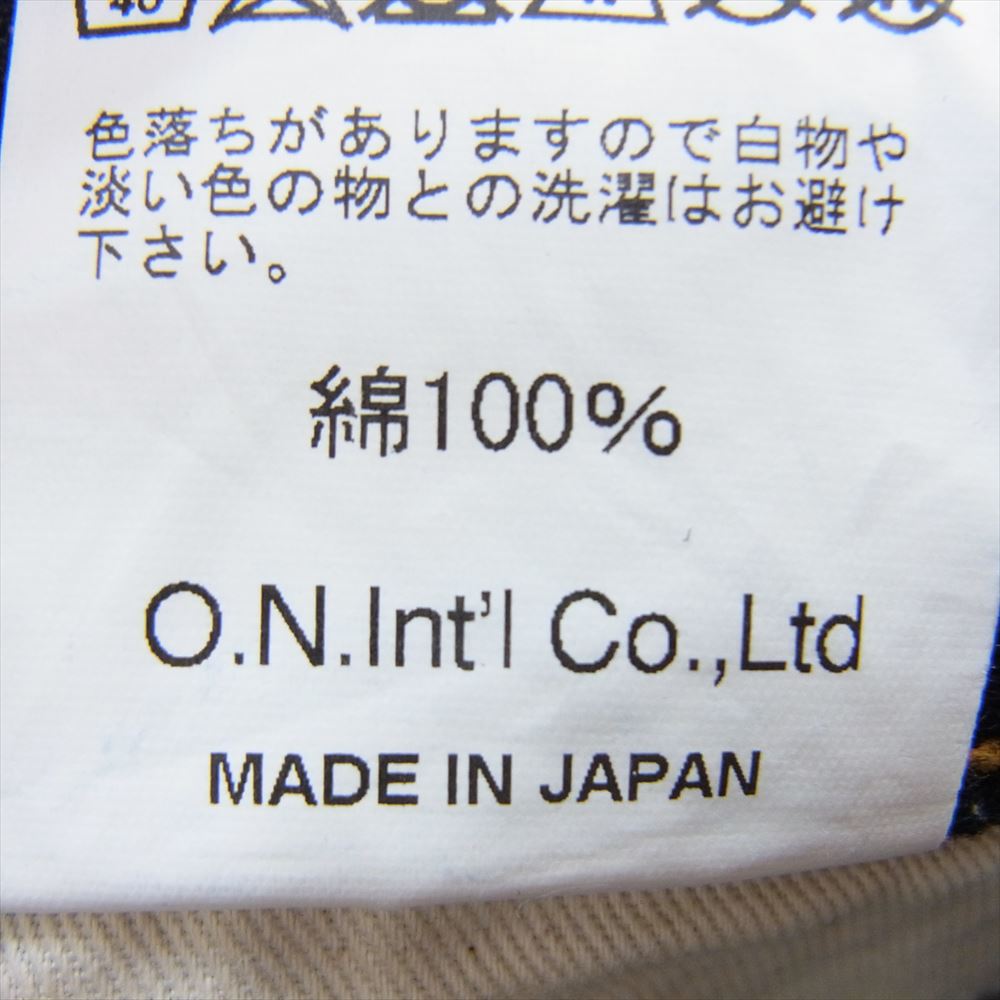 40
色落ちがありますので白物や
淡い色の物との洗濯はお避け
下さい。
綿100%
O.N.Int'l Co.,Ltd
MADE IN JAPAN